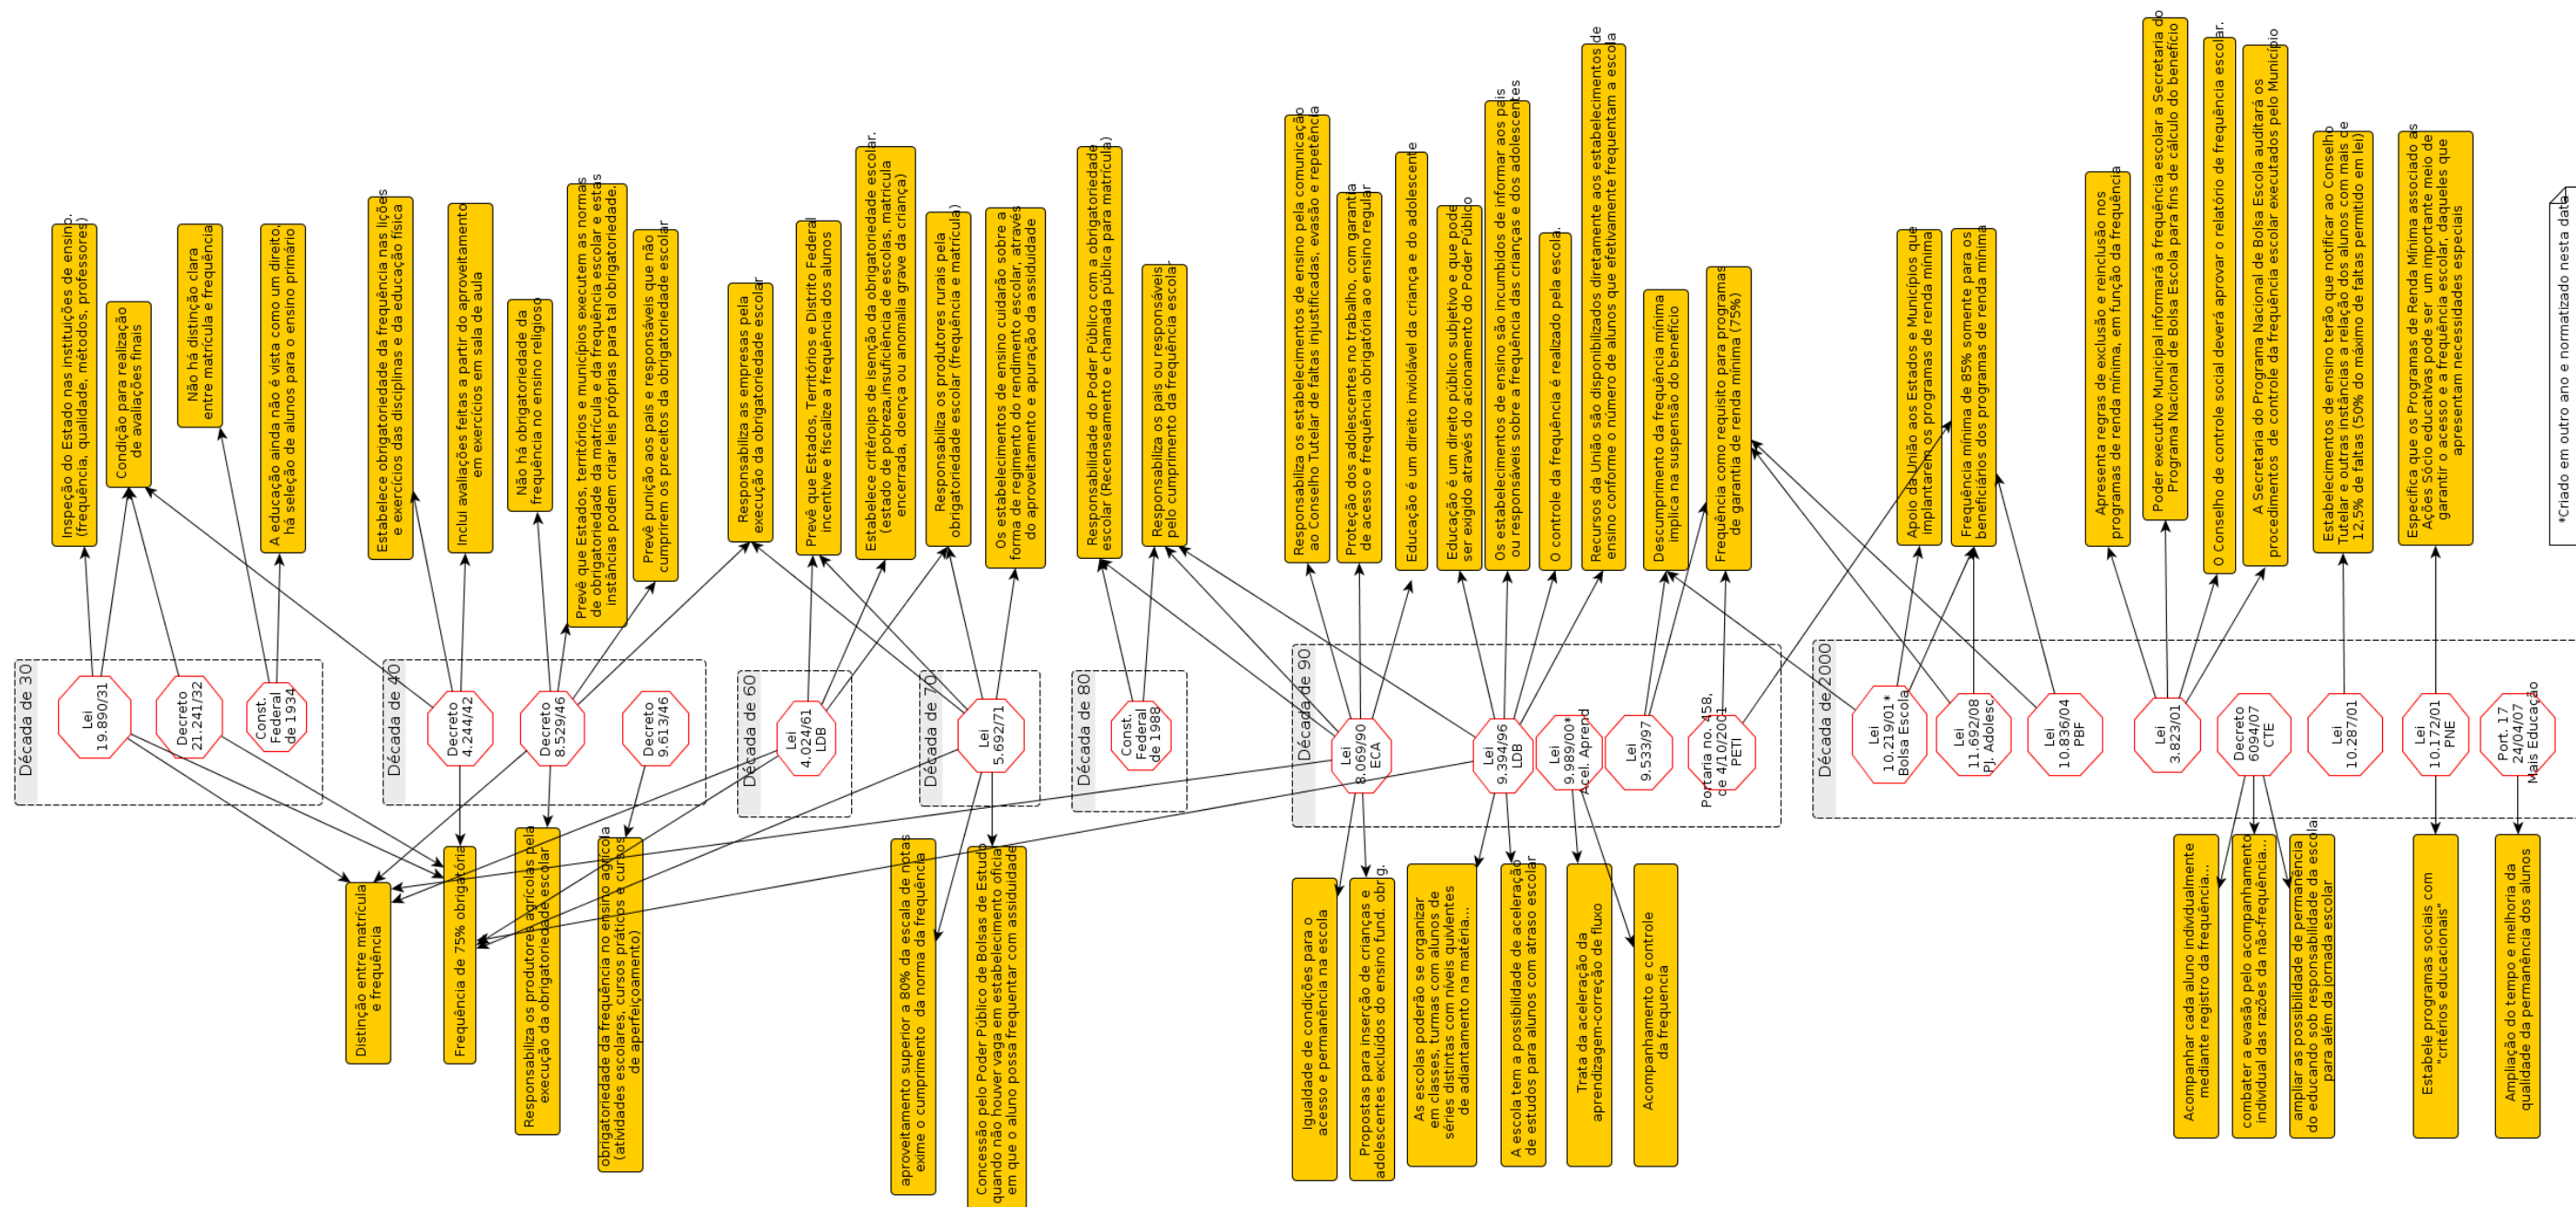 Inspeção do Estado nas instituições de ensino.
(frequência, qualidade, métodos, professores)
Condição para realização
de avaliações finais
Não há distinção clara
entre matrícula e frequência
A educação ainda não é vista como um direito,
há seleção de alunos para o ensino primário
Estabelece obrigatoriedade da frequência nas lições
e exercícios das disciplinas e da educação física
Inclui avaliações feitas a partir do aproveitamento
em exercícios em sala de aula
Não há obrigatoriedade da
frequência no ensino religioso
Prevê que Estados, territórios e municípios executem as normas
de obrigatoriedade da matrícula e da frequência escolar e estas
instâncias podem criar leis próprias para tal obrigatoriedade.
Prevê punição aos pais e responsáveis que não
cumprirem os preceitos da obrigatoriedade escolar
Responsabiliza as empresas pela
execução da obrigatoriedade escolar
Prevê que Estados, Territórios e Distrito Federal
incentive e fiscalize a frequência dos alunos
Estabelece critéroips de isenção da obrigatoriedade escolar.
(estado de pobreza,insuficiência de escolas, matricula
encerrada, doença ou anomalia grave da criança)
Responsabiliza os produtores rurais pela
obrigatoriedade escolar (frequência e matrícula)
Os estabelecimentos de ensino cuidarão sobre a
forma de regimento do rendimento escolar, através
do aproveitamento e apuração da assiduidade
Responsabilidade do Poder Público com a obrigatoriedade
escolar (Recenseamento e chamada pública para matrícula)
Responsabiliza os pais ou responsáveis
pelo cumprimento da frequência escolar
Responsabiliza os estabelecimentos de ensino pela comunicação
ao Conselho Tutelar de faltas injustificadas, evasão e repetência
Proteção dos adolescentes no trabalho, com garantia
de acesso e frequência obrigatória ao ensino regular
Educação é um direito inviolável da criança e do adolescente
Educação é um direito público subjetivo e que pode
ser exigido através do acionamento do Poder Público
Os estabelecimentos de ensino são incumbidos de informar aos pais
ou responsáveis sobre a frequência das crianças e dos adolescentes
O controle da frequência é realizado pela escola.
Recursos da União são disponibilizados diretamente aos estabelecimentos de
ensino conforme o número de alunos que efetivamente frequentam a escola
Descumprimento da frequência mínima
implica na suspensão do benefício
Frequência como requisito para programas
de garantia de renda mínima (75%)
Apoio da União aos Estados e Municípios que
implantarem os programas de renda mínima
Frequência mínima de 85% somente para os
beneficiários dos programas de renda mínima
Apresenta regras de exclusão e reinclusão nos
programas de renda mínima, em função da frequência
Poder executivo Municipal informará a frequência escolar a Secretaria do
Programa Nacional de Bolsa Escola para fins de cálculo do benefício
O Conselho de controle social deverá aprovar o relatório de frequência escolar.
A Secretaria do Programa Nacional de Bolsa Escola auditará os
procedimentos de controle da frequência escolar executados pelo Município
Estabelecimentos de ensino terão que notificar ao Conselho
Tutelar e outras instâncias a relação dos alunos com mais de
12,5% de faltas (50% do máximo de faltas permitido em lei)
Especifica que os Programas de Renda Mínima associado as
Ações Sócio educativas pode ser um importante meio de
garantir o acesso e a frequência escolar, daqueles que
apresentam necessidades especiais
*Criado em outro ano e normatizado nesta data
Década de 30
Lei
19.890/31
Decreto
21.241/32
Const.
Federal
de 1934
Década de 40
Decreto
4.244/42
Decreto
8.529/46
Decreto
9.613/46
Década de 60
Lei
4.024/61
LDB
Década de 70
Lei
5.692/71
Década de 80
Const.
Federal
de 1988
Década de 90
Lei
8.069/90
ECA
Lei
9.394/96
LDB
Lei
9.989/00*
Acel. Aprend
Lei
9.533/97
Portaria no. 458,
de 4/10/2001
PETI
Década de 2000
Lei
10.219/01*
Bolsa Escola
Lei
11.692/08
PJ. Adolesc.
Lei
10.836/04
PBF
Lei
3.823/01
Decreto
6094/07
CTE
Lei
10.287/01
Lei
10.172/01
PNE
Port. 17
24/04/07
Mais Educação
Distinção entre matrícula
e frequência
Frequência de 75% obrigatória
Responsabiliza os produtores agrícolas pela
execução da obrigatoriedade escolar
obrigatoriedade da frequência no ensino agrícola
(atividades escolares, cursos práticos e cursos
de aperfeiçoamento)
aproveitamento superior a 80% da escala de notas
exime o cumprimento da norma da frequência
Concessão pelo Poder Público de Bolsas de Estudo
quando não houver vaga em estabelecimento oficial
em que o aluno possa frequentar com assiduidade
Igualdade de condições para o
acesso e permanência na escola
Propostas para inserção de crianças e
adolescentes excluídos do ensino fund. obrig.
As escolas poderão se organizar
em classes, turmas com alunos de
séries distintas com níveis quivlentes
de adiantamento na matéria...
A escola tem a possibilidade de aceleração
de estudos para alunos com atraso escolar
Trata da aceleração da
aprendizagem-correção de fluxo
Acompanhamento e controle
da frequencia
Acompanhar cada aluno individualmente
mediante registro da frequência...
combater a evasão pelo acompanhamento
individual das razões da não-frequência...
ampliar as possibilidade de permanência
do educando sob responsabilidade da escola
para além da jornada escolar
Estabele programas sociais com
"critérios educacionais"
Ampliação do tempo e melhoria da
qualidade da permanência dos alunos